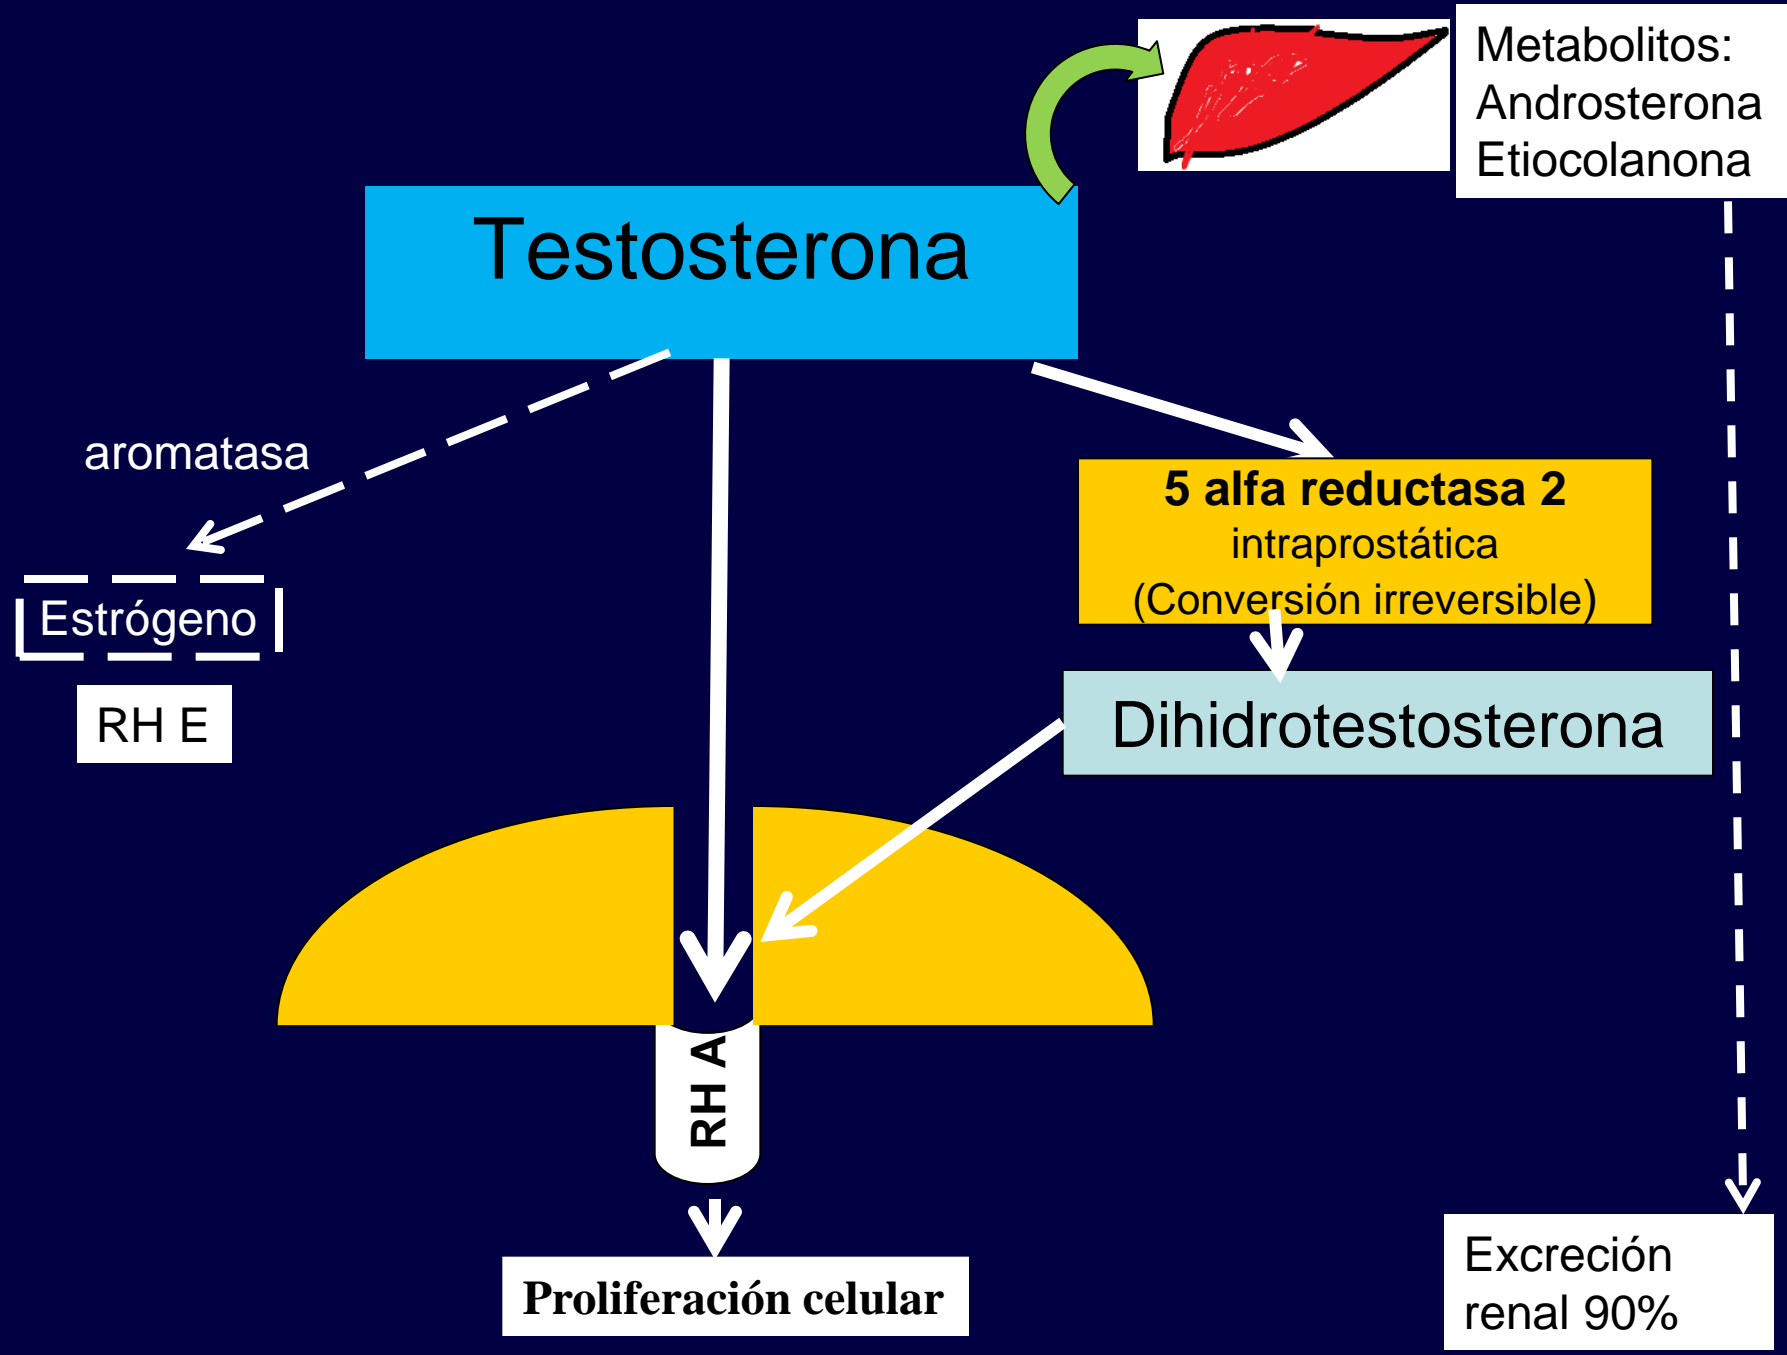 Metabolitos:
Androsterona
Etiocolanona
Testosterona
aromatasa
5 alfa reductasa 2
intraprostática
(Conversión irreversible)
Estrógeno
RH E
Dihidrotestosterona
RH A
Proliferación celular
Excreción
renal 90%